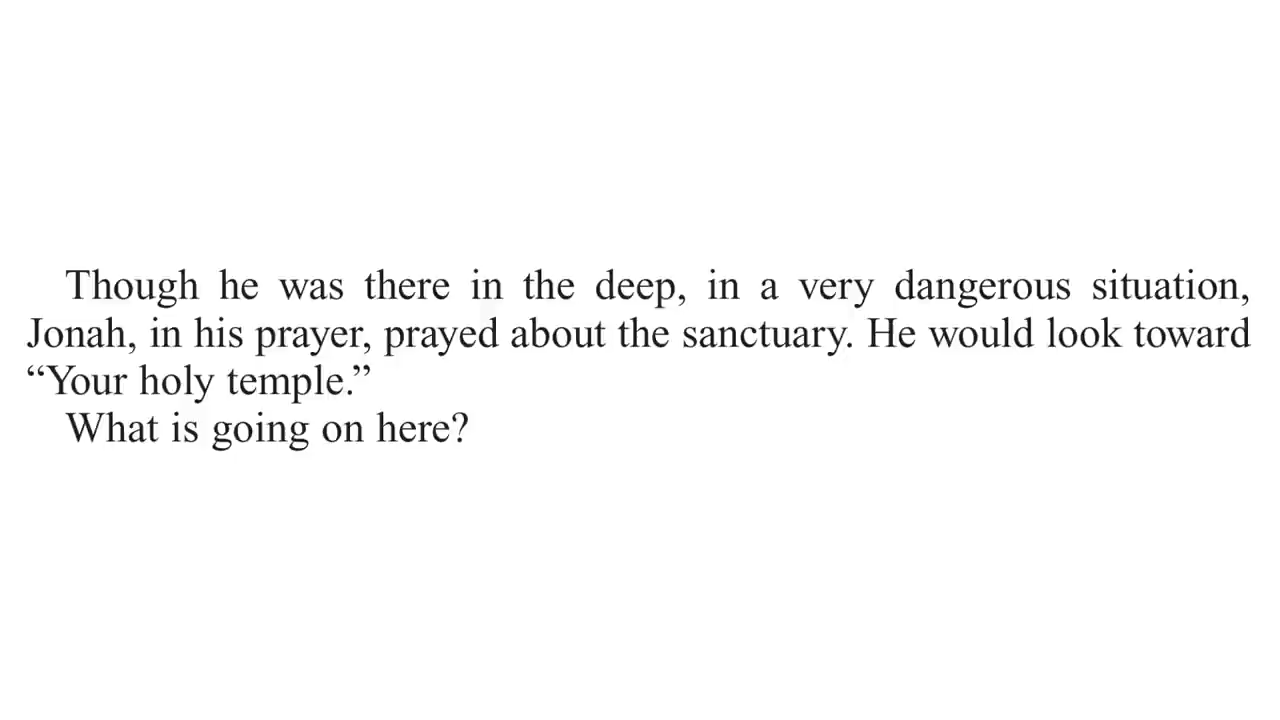 Though he was there in the deep, in a very dangerous situation,
Jonah, in his prayer, prayed about the sanctuary. He would look toward
“Your holy temple.”
What is going on here?